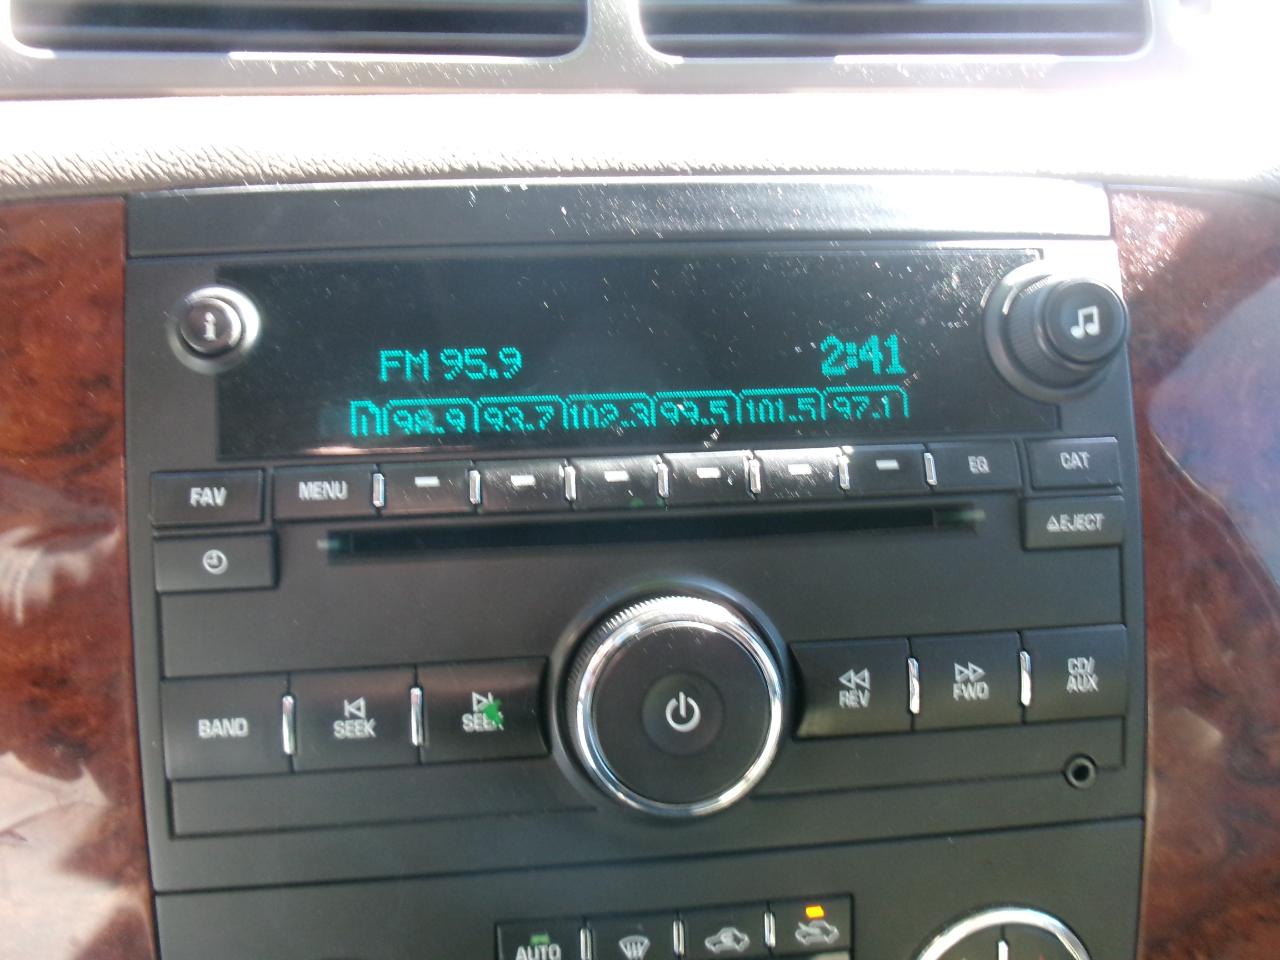 FM 95.9 2:41
98.9 93.7 102.3 99.5 101.5 97.1
FAV MENU EQ CAT
EJECT
BAND SEEK SEEK REV FWD CD/AUX
AUTO